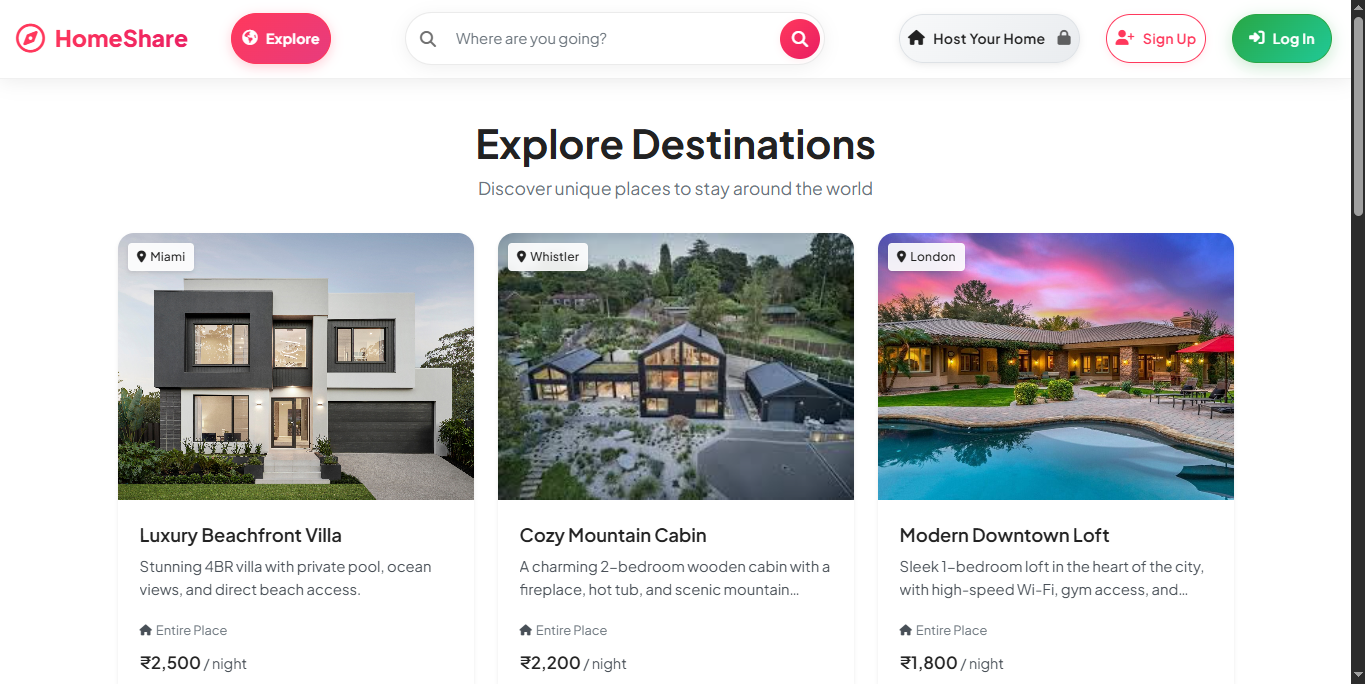 HomeShare
Explore
Where are you going?
Host Your Home
Sign Up
Log In
Explore Destinations
Discover unique places to stay around the world
Miami
Whistler
London
Luxury Beachfront Villa
Stunning 4BR villa with private pool, ocean
views, and direct beach access.
Entire Place
₹2,500 / night
Cozy Mountain Cabin
A charming 2-bedroom wooden cabin with a
fireplace, hot tub, and scenic mountain...
Entire Place
₹2,200 / night
Modern Downtown Loft
Sleek 1-bedroom loft in the heart of the city,
with high-speed Wi-Fi, gym access, and...
Entire Place
₹1,800 / night